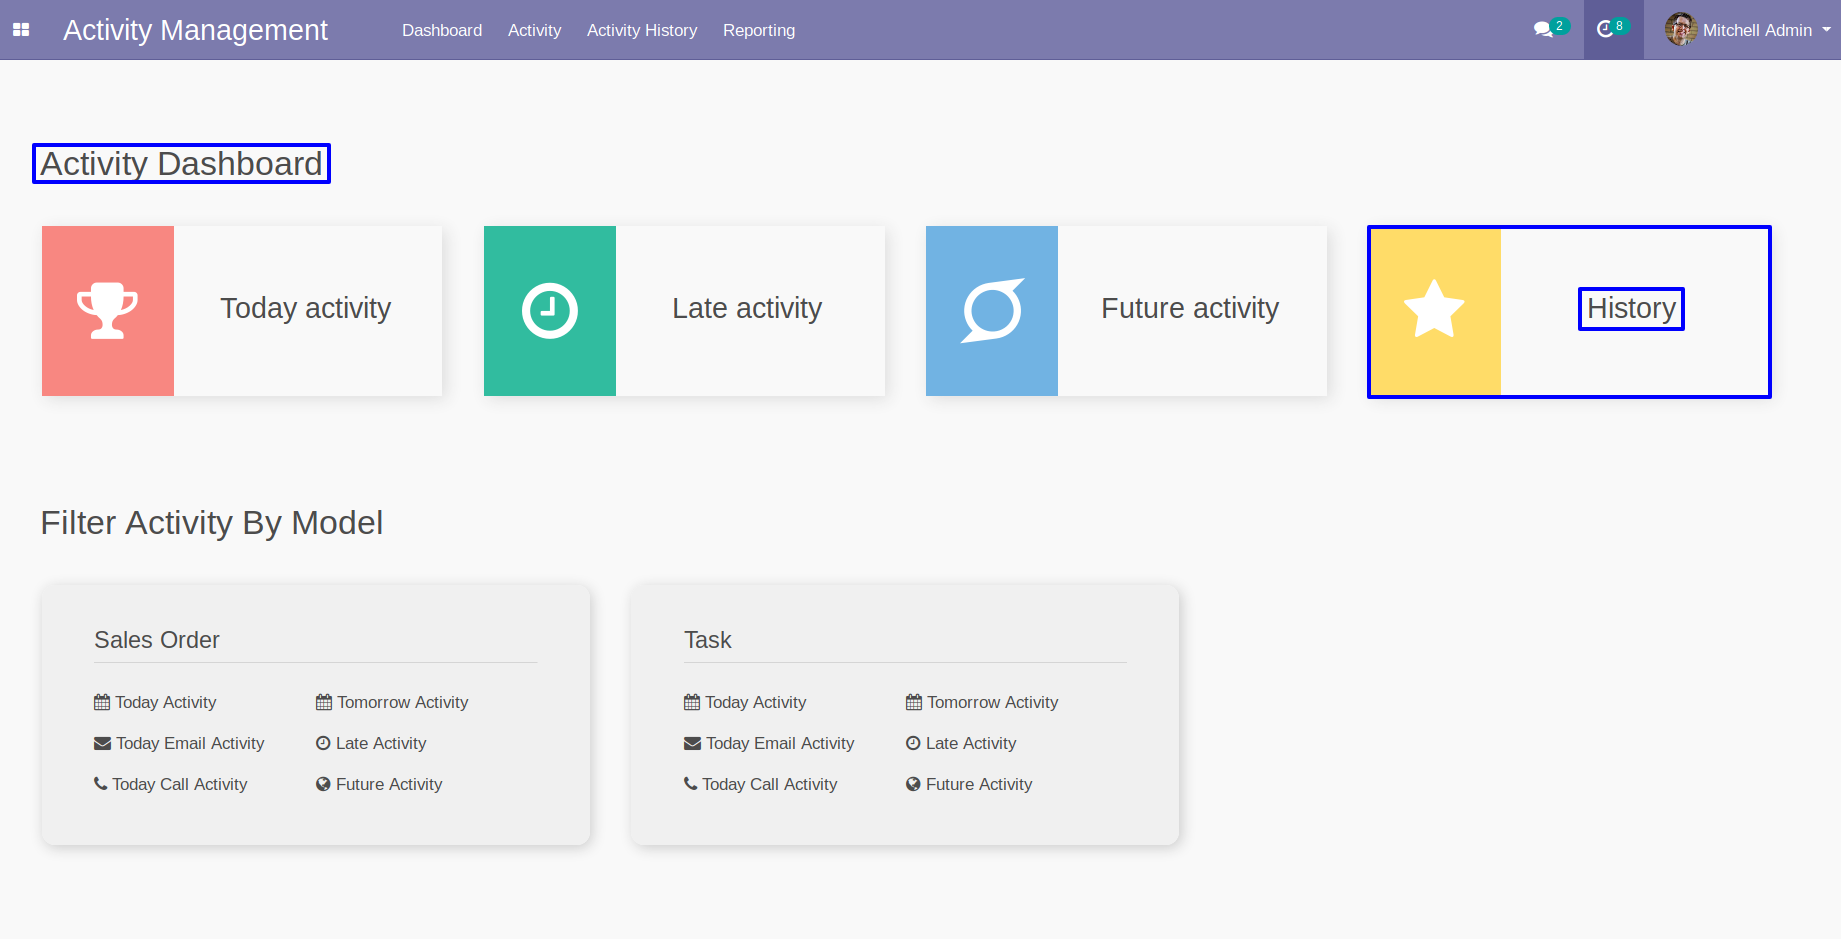 Activity Management Dashboard Activity Activity History Reporting 2 8 Mitchell Admin
Activity Dashboard
Today activity Late activity Future activity History
Filter Activity By Model
Sales Order Task
Today Activity Tomorrow Activity Today Activity Tomorrow Activity
Today Email Activity Late Activity Today Email Activity Late Activity
Today Call Activity Future Activity Today Call Activity Future Activity